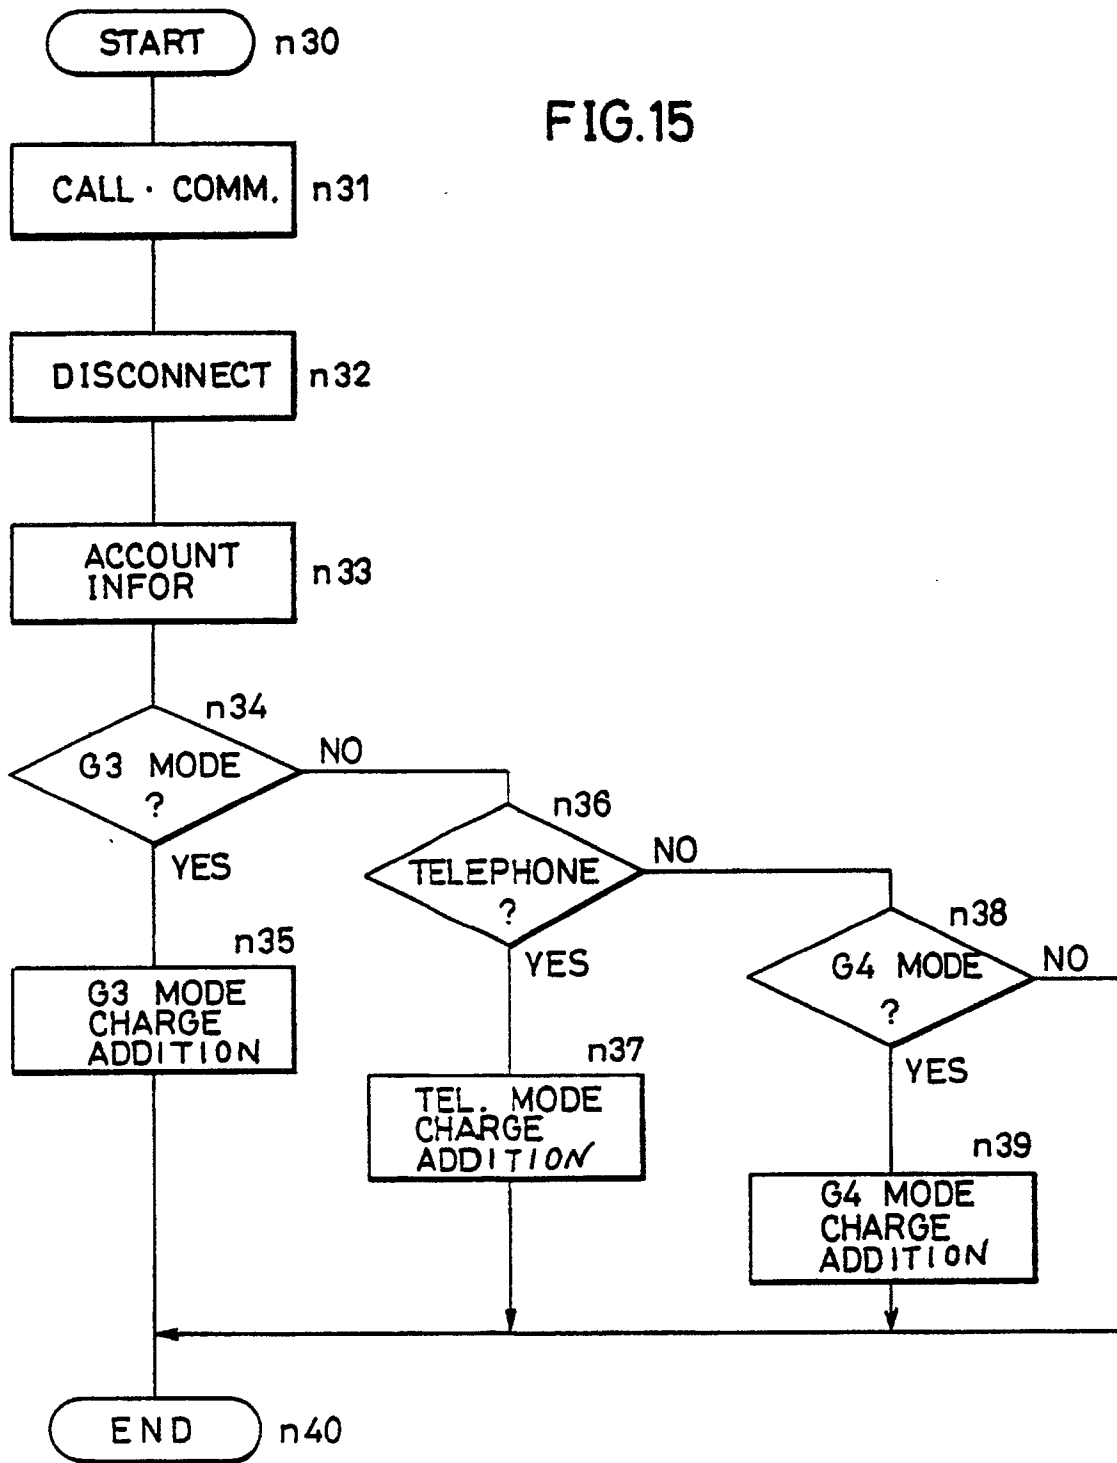 START n30
FIG.15
CALL · COMM. n31
DISCONNECT n32
ACCOUNT
INFOR
n33
n34
G3 MODE
?
NO
YES
n36
TELEPHONE
?
NO
YES
n38
G4 MODE
?
NO
YES
n35
G3 MODE
CHARGE
ADDITION
n37
TEL. MODE
CHARGE
ADDITION
n39
G4 MODE
CHARGE
ADDITION
END n40